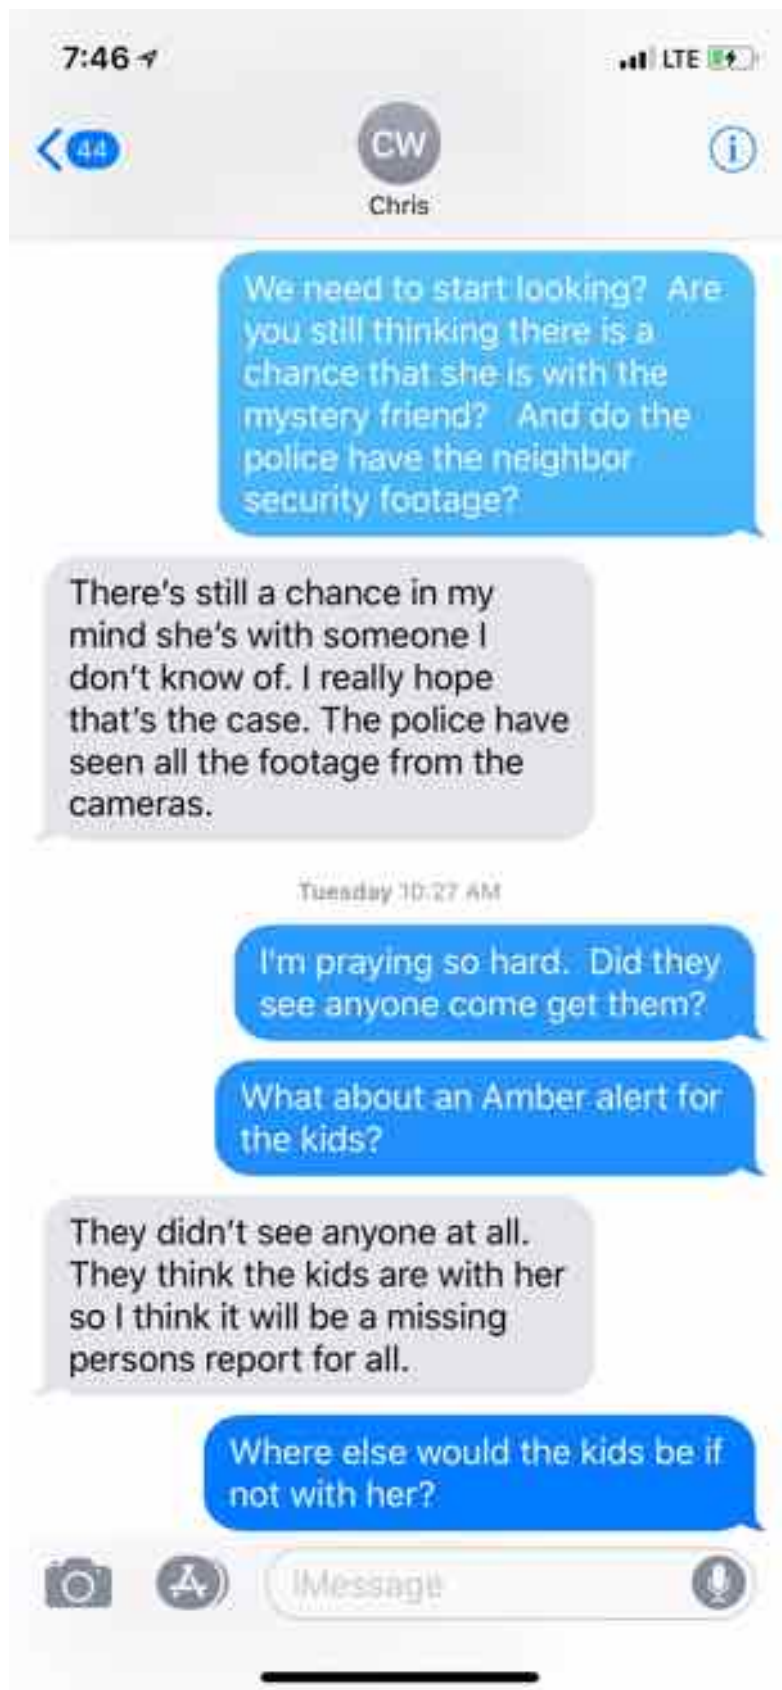 7:46
LTE
44
CW
Chris
We need to start looking?  Are
you still thinking there is a
chance that she is with the
mystery friend?   And do the
police have the neighbor
security footage?
There's still a chance in my
mind she's with someone I
don't know of. I really hope
that's the case. The police have
seen all the footage from the
cameras.
Tuesday 10:27 AM
I'm praying so hard.  Did they
see anyone come get them?
What about an Amber alert for
the kids?
They didn't see anyone at all.
They think the kids are with her
so I think it will be a missing
persons report for all.
Where else would the kids be if
not with her?
iMessage